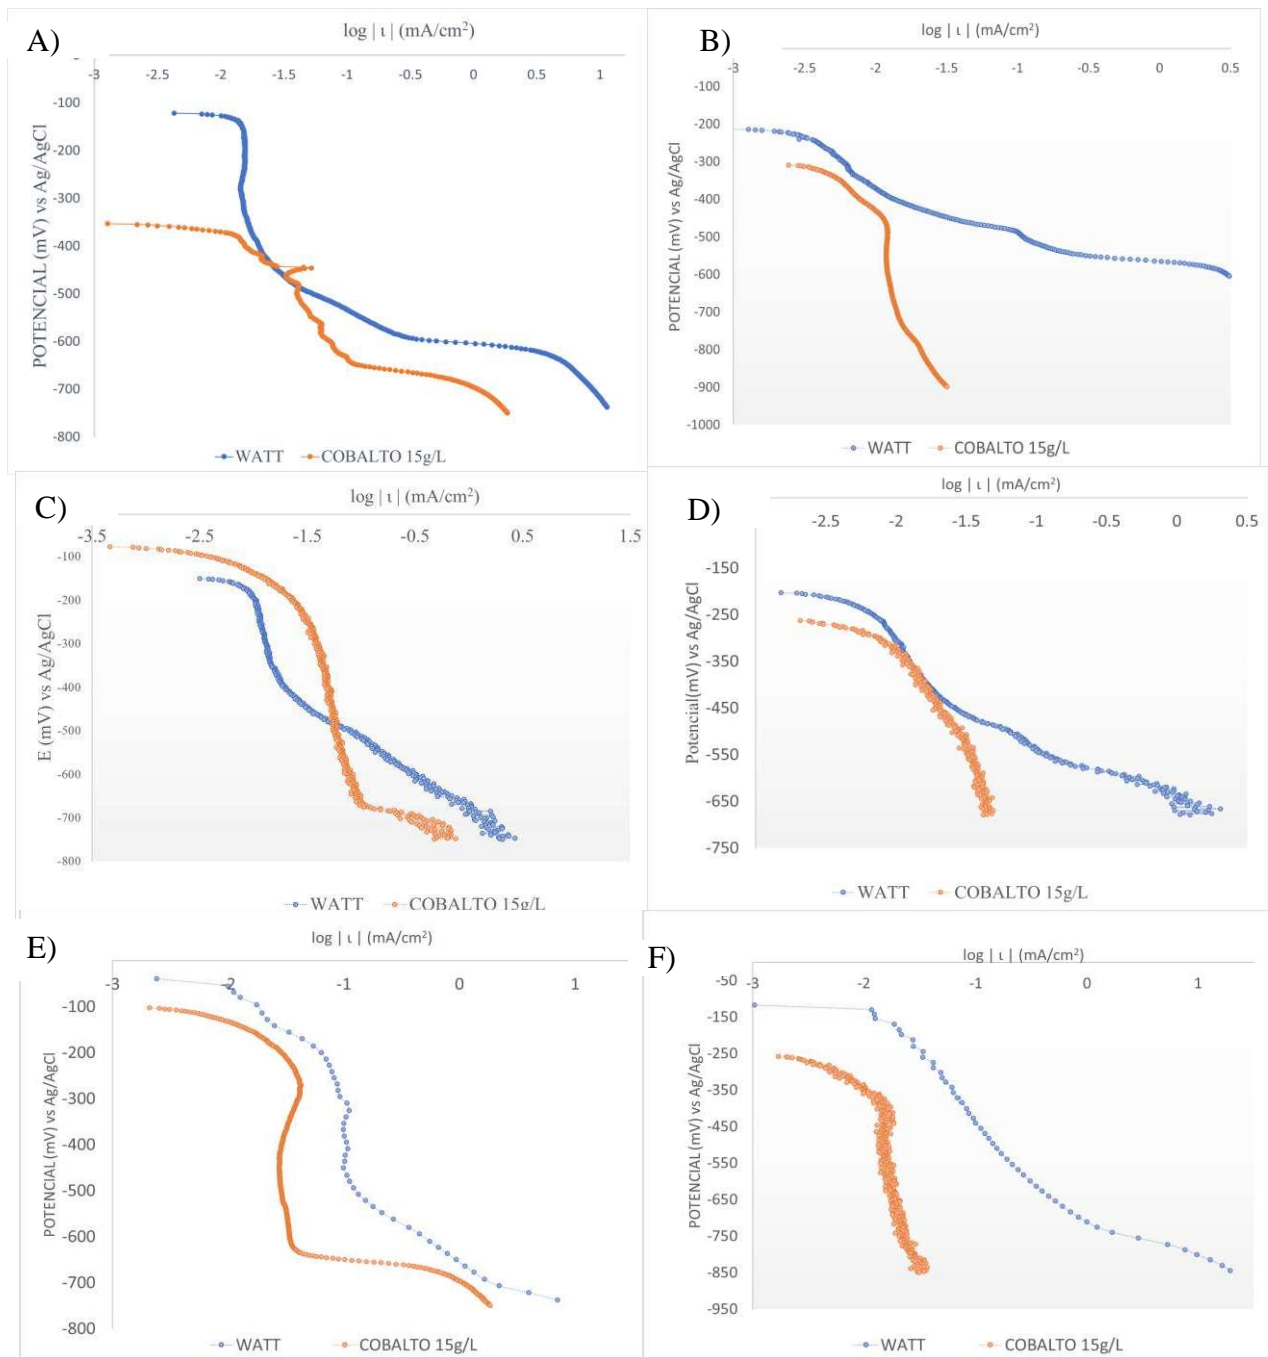 A)
log | ι | (mA/cm²)
-3 -2.5 -2 -1.5 -1 -0.5 0 0.5 1
-100
-200
-300
-400
-500
-600
-700
-800
POTENCIAL (mV) vs Ag/AgCl
WATT COBALTO 15g/L
B)
log | ι | (mA/cm²)
-3 -2.5 -2 -1.5 -1 -0.5 0 0.5
-100
-200
-300
-400
-500
-600
-700
-800
-900
-1000
POTENCIAL (mV) vs Ag/AgCl
WATT COBALTO 15g/L
C)
log | ι | (mA/cm²)
-3.5 -2.5 -1.5 -0.5 0.5 1.5
-100
-200
-300
-400
-500
-600
-700
-800
E (mV) vs Ag/AgCl
WATT COBALTO 15g/L
D)
log | ι | (mA/cm²)
-2.5 -2 -1.5 -1 -0.5 0 0.5
-150
-250
-350
-450
-550
-650
-750
Potencial(mV) vs Ag/AgCl
WATT COBALTO 15g/L
E)
log | ι | (mA/cm²)
-3 -2 -1 0 1
-100
-200
-300
-400
-500
-600
-700
-800
POTENCIAL (mV) vs Ag/AgCl
WATT COBALTO 15g/L
F)
log | ι | (mA/cm²)
-3 -2 -1 0 1
-50
-150
-250
-350
-450
-550
-650
-750
-850
-950
POTENCIAL (mV) vs Ag/AgCl
WATT COBALTO 15g/L